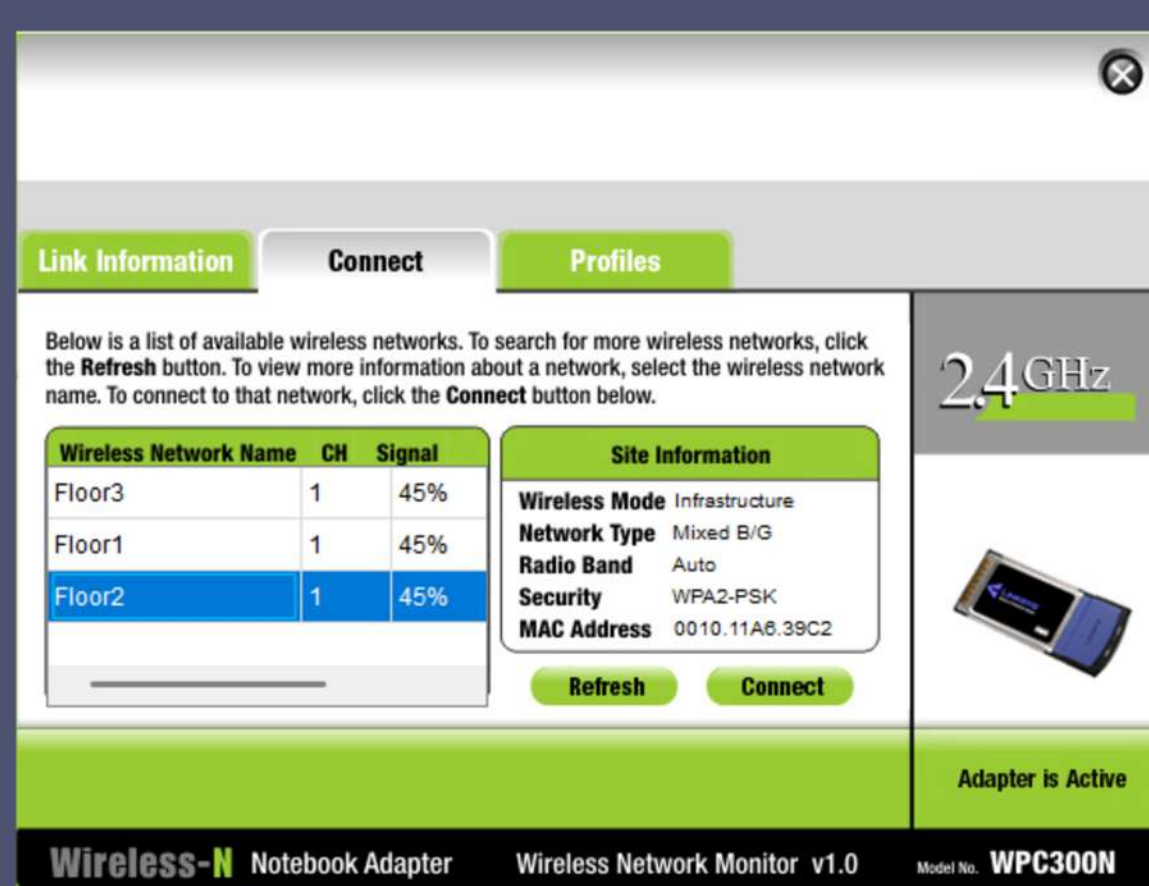 Link Information
Connect
Profiles
Below is a list of available wireless networks. To search for more wireless networks, click
the Refresh button. To view more information about a network, select the wireless network
name. To connect to that network, click the Connect button below.
2.4GHz
Wireless Network Name CH Signal
Floor3 1 45%
Floor1 1 45%
Floor2 1 45%
Site Information
Wireless Mode Infrastructure
Network Type Mixed B/G
Radio Band Auto
Security WPA2-PSK
MAC Address 0010.11A6.39C2
Refresh
Connect
LINKSYS
Adapter is Active
Wireless-N Notebook Adapter
Wireless Network Monitor v1.0
Model No. WPC300N